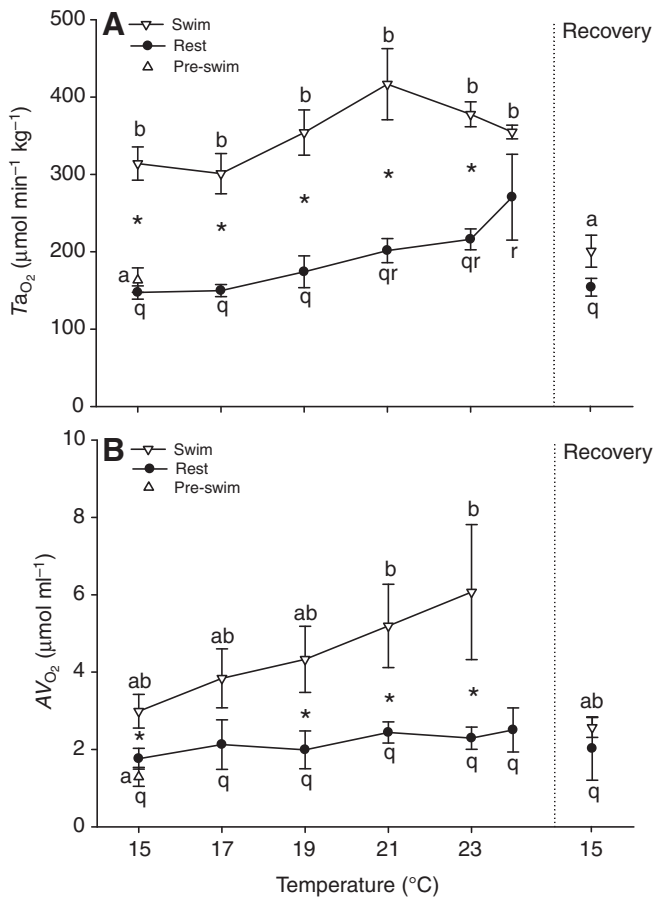 A
Swim
Rest
Pre-swim
Recovery
500
400
300
200
100
0
TaO₂ (μmol min⁻¹ kg⁻¹)
b b b b b b
* * * * *
a
q q q qr qr r
a
q
B
Swim
Rest
Pre-swim
Recovery
10
8
6
4
2
0
AVO₂ (μmol ml⁻¹)
ab ab ab b b
* * * *
a
q q q q q q
ab
q
15 17 19 21 23 15
Temperature (°C)